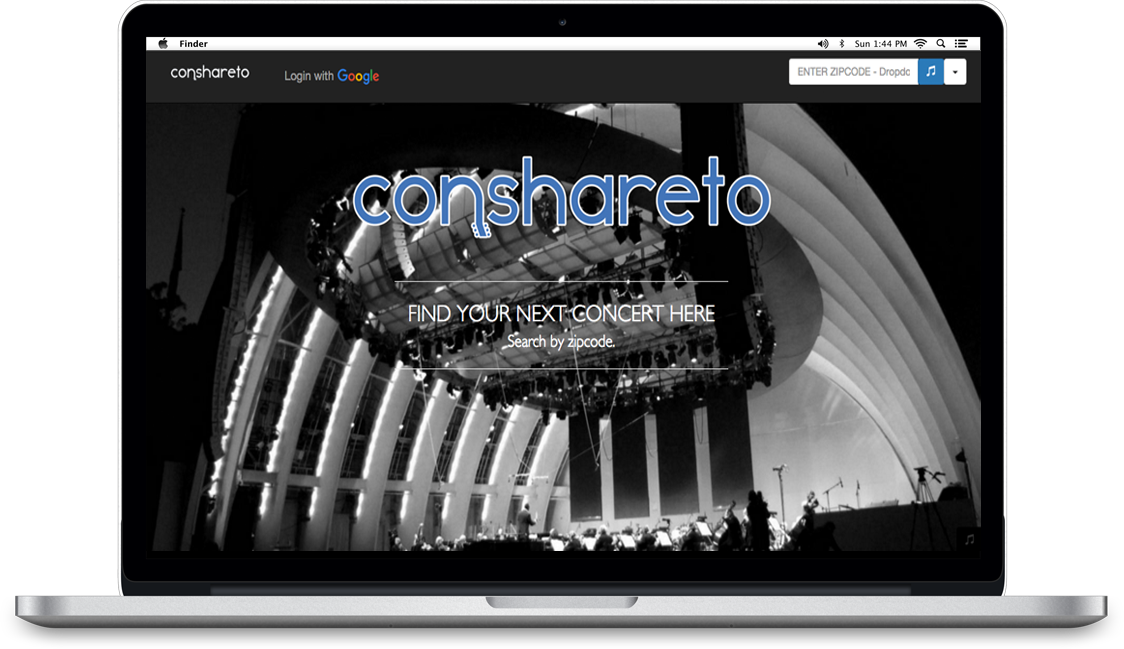 Finder
Sun 1:44 PM
conshareto
Login with Google
ENTER ZIPCODE - Dropdo
conshareto
FIND YOUR NEXT CONCERT HERE
Search by zipcode.